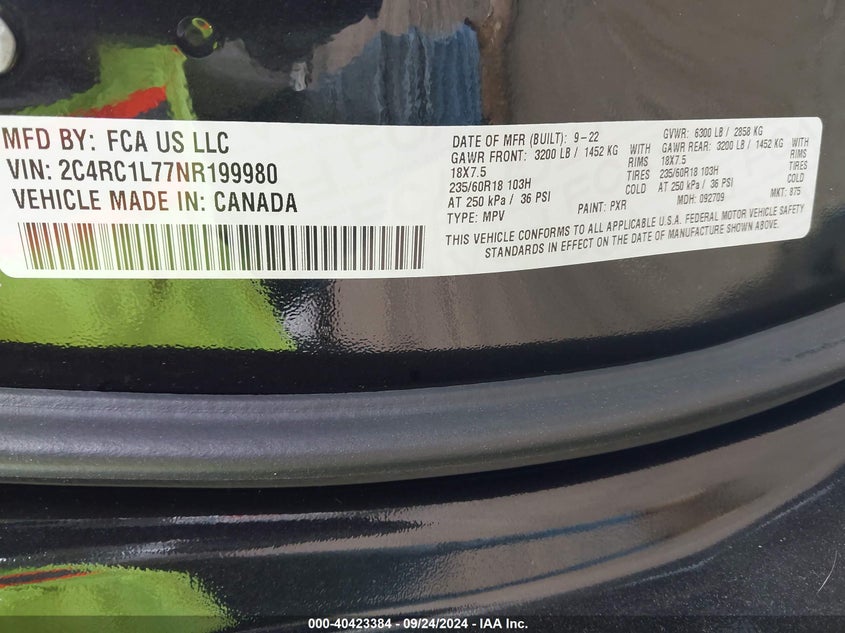 MFD BY: FCA US LLC
VIN: 2C4RC1L77NR199980
VEHICLE MADE IN: CANADA
DATE OF MFR (BUILT): 9-22 GVWR: 6300 LB / 2858 KG
GAWR FRONT: 3200 LB / 1452 KG WITH GAWR REAR: 3200 LB / 1452 KG WITH
18X7.5 RIMS 18X7.5 RIMS
235/60R18 103H TIRES 235/60R18 103H TIRES
AT 250 kPa / 36 PSI COLD AT 250 kPa / 36 PSI COLD
TYPE: MPV PAINT: PXR MDH: 092709 MKT: 875
THIS VEHICLE CONFORMS TO ALL APPLICABLE U.S.A. FEDERAL MOTOR VEHICLE SAFETY
STANDARDS IN EFFECT ON THE DATE OF MANUFACTURE SHOWN ABOVE.
000-40423384 - 09/24/2024 - IAA Inc.